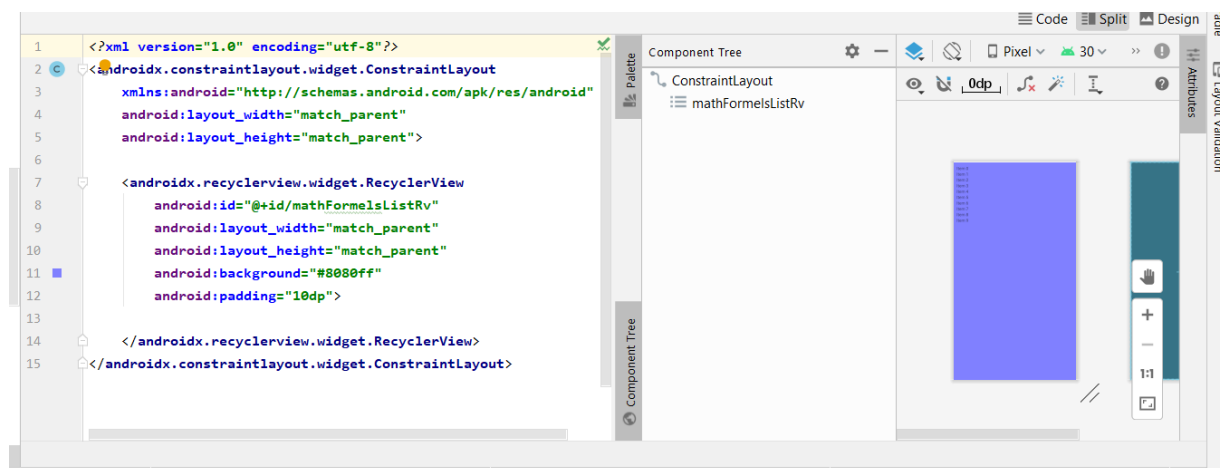 Code Split Design
1 <?xml version="1.0" encoding="utf-8"?>
2 C <androidx.constraintlayout.widget.ConstraintLayout
3 xmlns:android="http://schemas.android.com/apk/res/android"
4 android:layout_width="match_parent"
5 android:layout_height="match_parent">
6
7 <androidx.recyclerview.widget.RecyclerView
8 android:id="@+id/mathFormelsListRv"
9 android:layout_width="match_parent"
10 android:layout_height="match_parent"
11 android:background="#8080ff"
12 android:padding="10dp">
13
14 </androidx.recyclerview.widget.RecyclerView>
15 </androidx.constraintlayout.widget.ConstraintLayout>
Palette
Component Tree
Component Tree
ConstraintLayout
mathFormelsListRv
Pixel 30 »
0dp
1:1
Attributes
Layout Validation